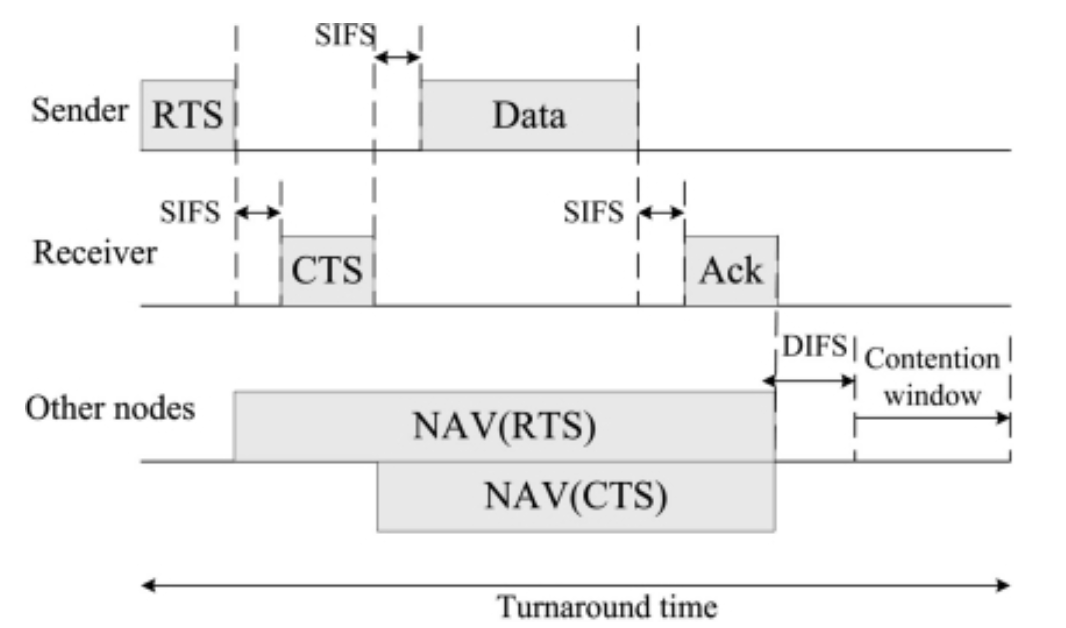 SIFS
Sender RTS Data
SIFS SIFS
Receiver CTS Ack
DIFS Contention
window
Other nodes NAV(RTS)
NAV(CTS)
Turnaround time